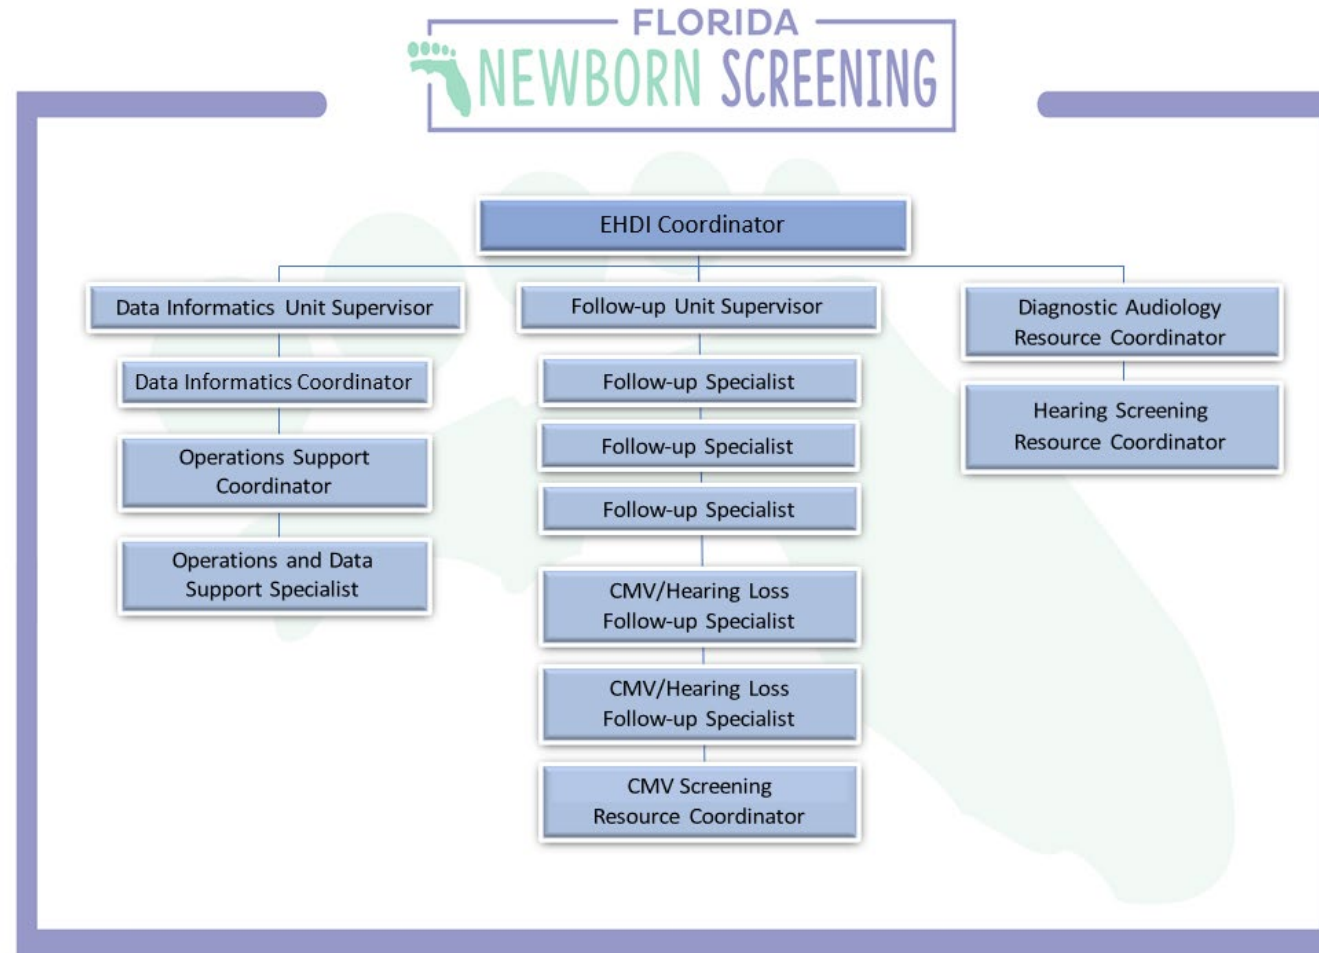 FLORIDA
NEWBORN SCREENING
EHDI Coordinator
Data Informatics Unit Supervisor
Data Informatics Coordinator
Operations Support
Coordinator
Operations and Data
Support Specialist
Follow-up Unit Supervisor
Follow-up Specialist
Follow-up Specialist
Follow-up Specialist
CMV/Hearing Loss
Follow-up Specialist
CMV/Hearing Loss
Follow-up Specialist
CMV Screening
Resource Coordinator
Diagnostic Audiology
Resource Coordinator
Hearing Screening
Resource Coordinator